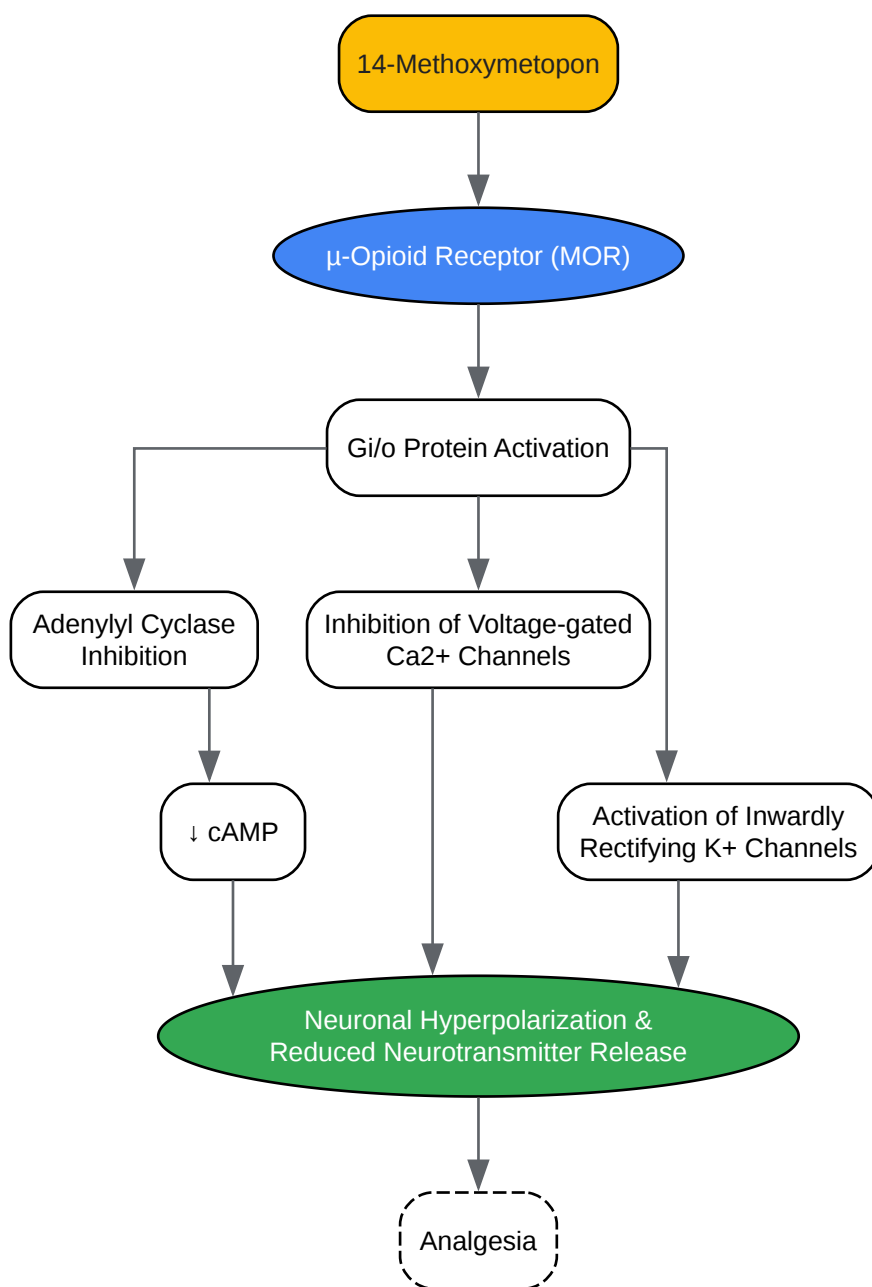 14-Methoxymetopon
µ-Opioid Receptor (MOR)
Gi/o Protein Activation
Adenylyl Cyclase
Inhibition
Inhibition of Voltage-gated
Ca2+ Channels
↓ cAMP
Activation of Inwardly
Rectifying K+ Channels
Neuronal Hyperpolarization &
Reduced Neurotransmitter Release
Analgesia